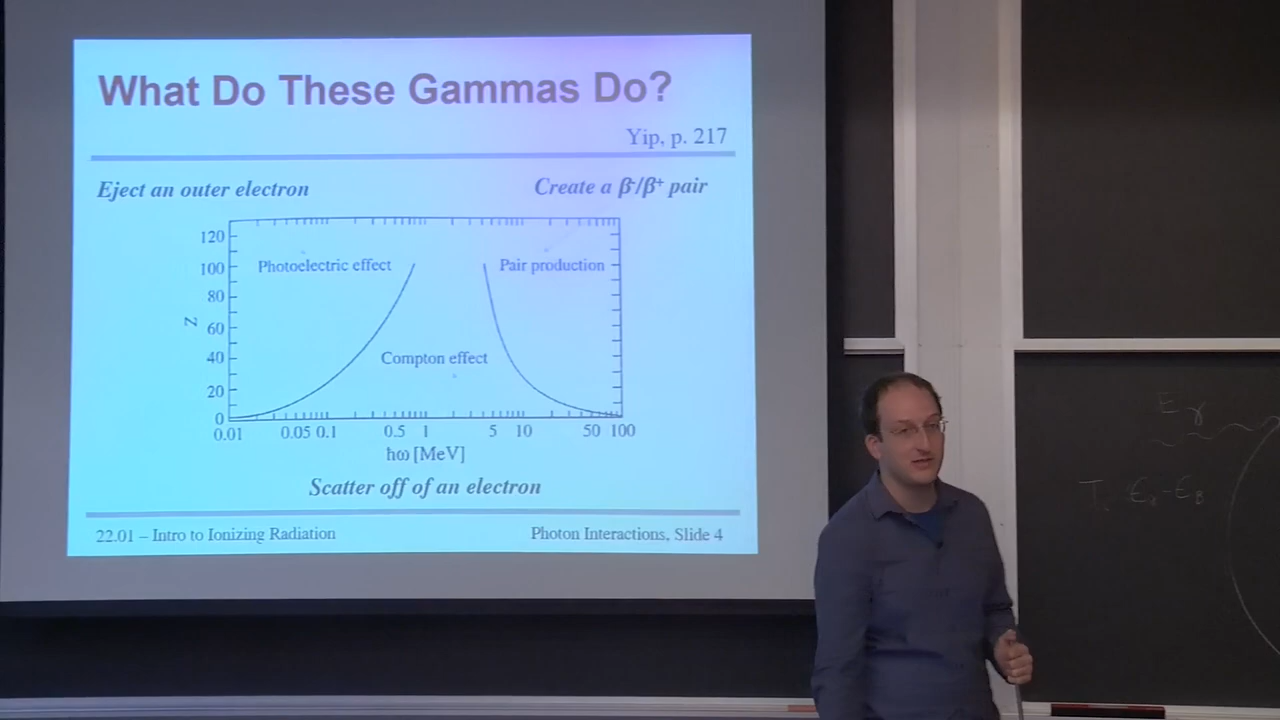 What Do These Gammas Do?
Yip, p. 217
Eject an outer electron
Create a β⁻/β⁺ pair
120
100
80
60
40
20
0
Z
Photoelectric effect
Pair production
Compton effect
0.01 0.05 0.1 0.5 1 5 10 50 100
ħω [MeV]
Scatter off of an electron
22.01 – Intro to Ionizing Radiation
Photon Interactions, Slide 4
Eγ